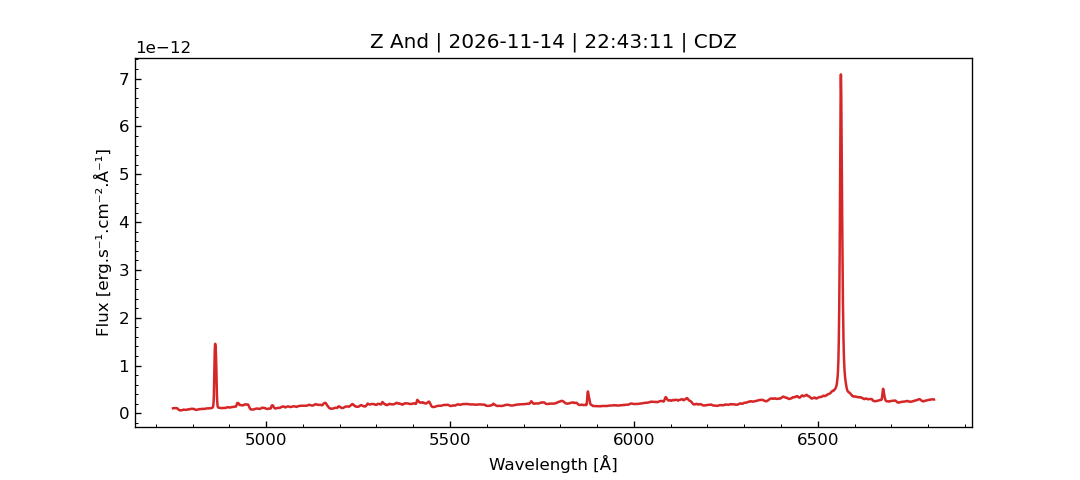 Z And | 2026-11-14 | 22:43:11 | CDZ
1e−12
7
6
5
4
3
2
1
0
Flux [erg.s⁻¹.cm⁻².Å⁻¹]
5000 5500 6000 6500
Wavelength [Å]